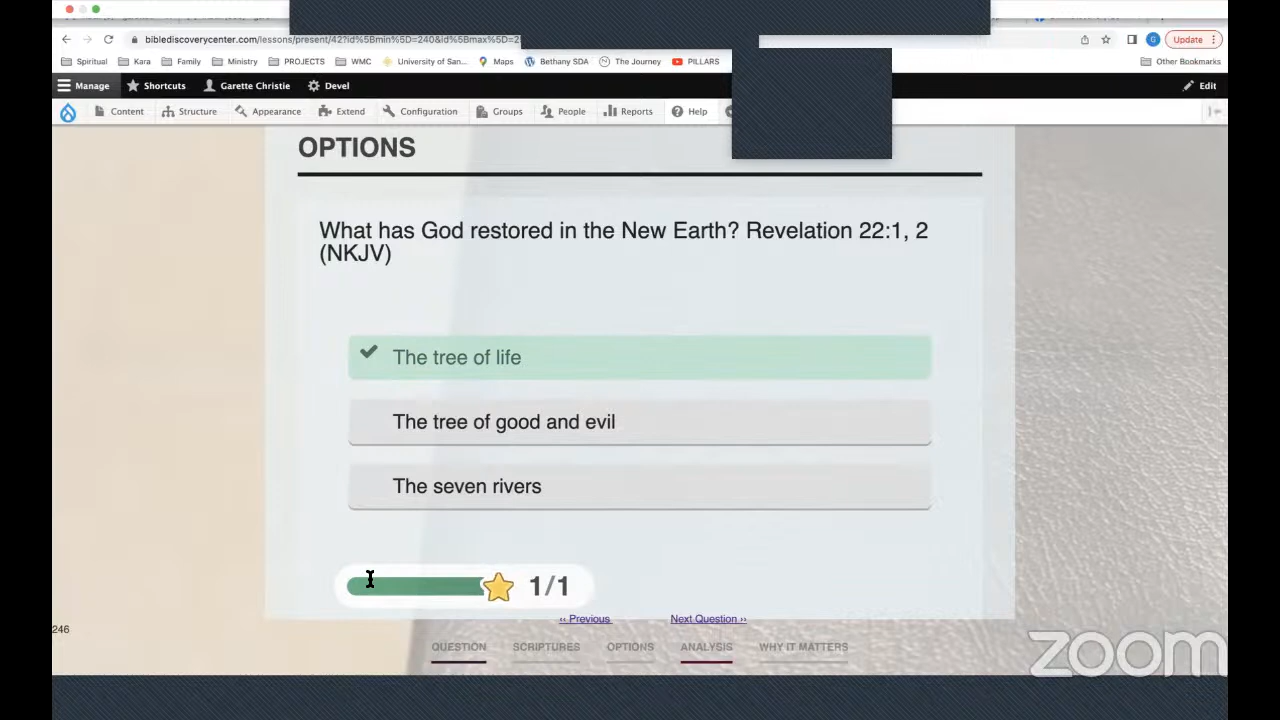 biblediscoverycenter.com/lessons/present/42?id%5Bmin%5D=240&id%5Bmax%5D=2
Update
Spiritual Kara Family Ministry PROJECTS WMC University of San... Maps Bethany SDA The Journey PILLARS Other Bookmarks
Manage Shortcuts Garette Christie Devel Edit
Content Structure Appearance Extend Configuration Groups People Reports Help
OPTIONS
What has God restored in the New Earth? Revelation 22:1, 2
(NKJV)
The tree of life
The tree of good and evil
The seven rivers
1/1
‹‹ Previous Next Question ››
246
QUESTION SCRIPTURES OPTIONS ANALYSIS WHY IT MATTERS
zoom